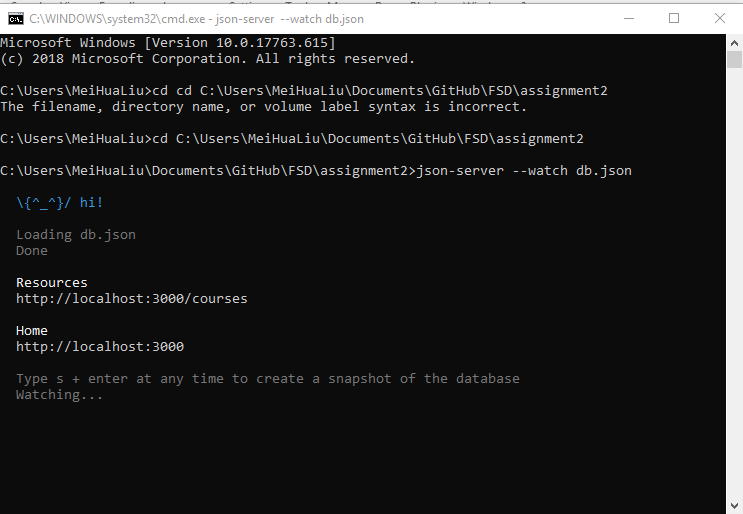 C:\WINDOWS\system32\cmd.exe - json-server --watch db.json
Microsoft Windows [Version 10.0.17763.615]
(c) 2018 Microsoft Corporation. All rights reserved.
C:\Users\MeiHuaLiu>cd cd C:\Users\MeiHuaLiu\Documents\GitHub\FSD\assignment2
The filename, directory name, or volume label syntax is incorrect.
C:\Users\MeiHuaLiu>cd C:\Users\MeiHuaLiu\Documents\GitHub\FSD\assignment2
C:\Users\MeiHuaLiu\Documents\GitHub\FSD\assignment2>json-server --watch db.json
\{^_^}/ hi!
Loading db.json
Done
Resources
http://localhost:3000/courses
Home
http://localhost:3000
Type s + enter at any time to create a snapshot of the database
Watching...